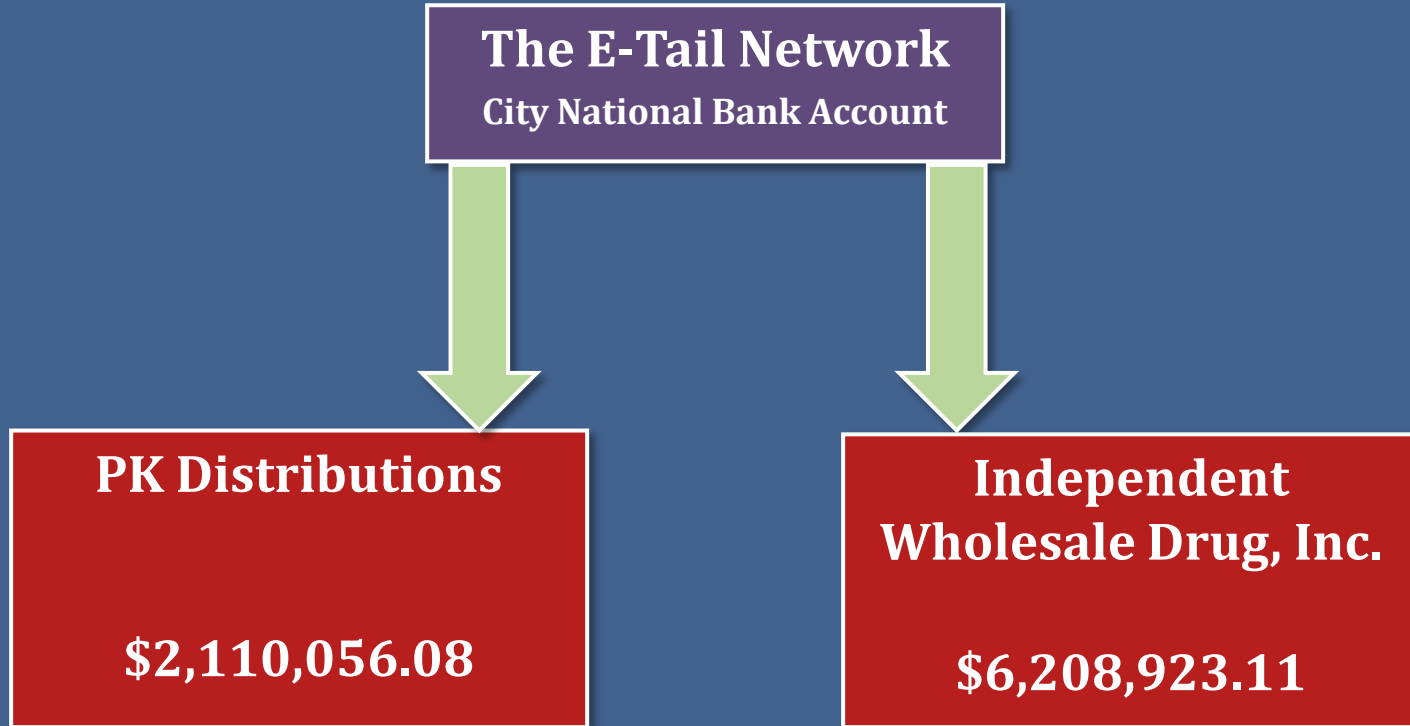 The E-Tail Network
City National Bank Account
PK Distributions
$2,110,056.08
Independent
Wholesale Drug, Inc.
$6,208,923.11